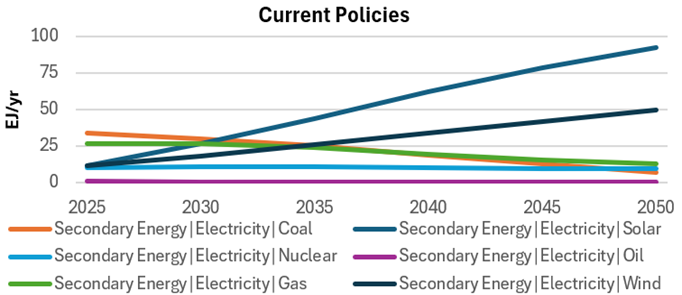 Current Policies
EJ/yr
100
75
50
25
0
2025 2030 2035 2040 2045 2050
Secondary Energy|Electricity|Coal Secondary Energy|Electricity|Solar
Secondary Energy|Electricity|Nuclear Secondary Energy|Electricity|Oil
Secondary Energy|Electricity|Gas Secondary Energy|Electricity|Wind